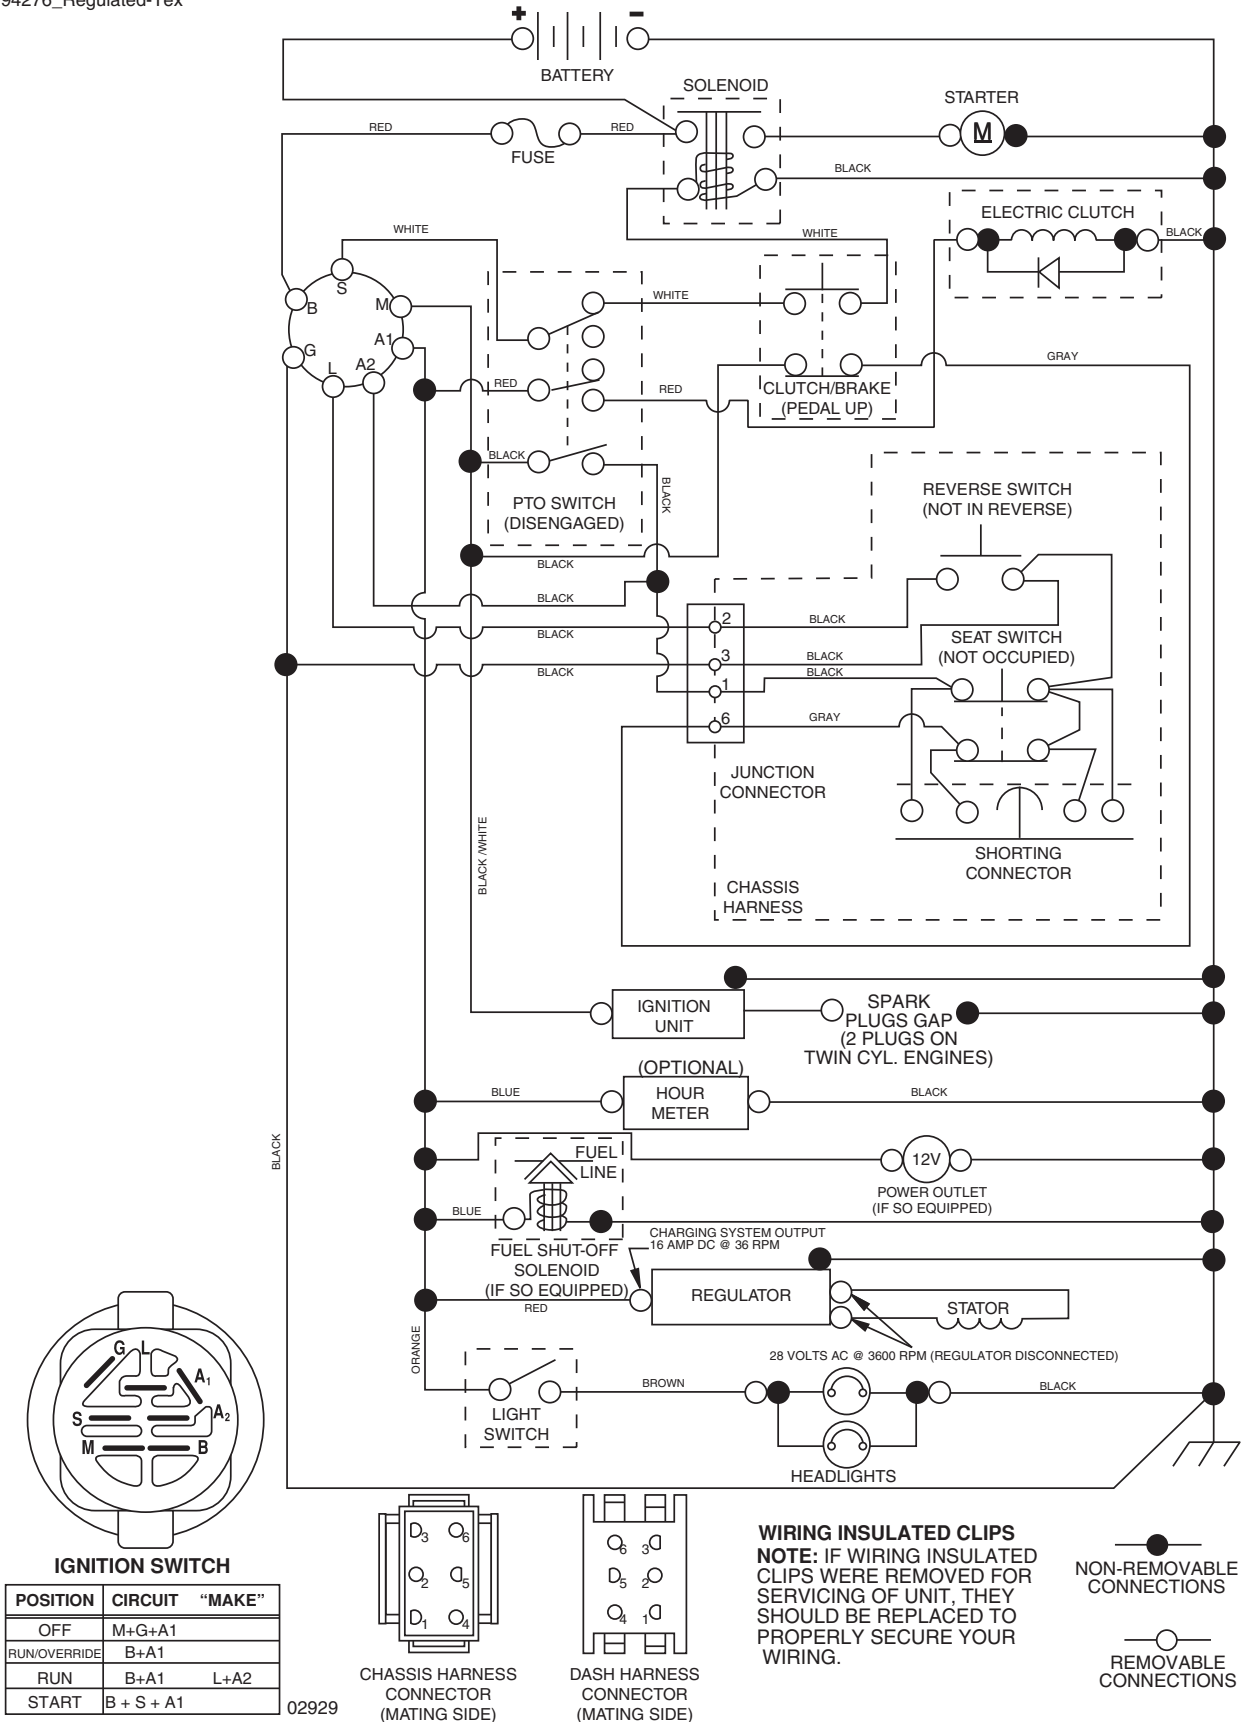 94276_Regulated-Tex
+ -
BATTERY
SOLENOID
STARTER
M
RED
RED
FUSE
BLACK
ELECTRIC CLUTCH
WHITE
WHITE
BLACK
S
B
M
WHITE
G
A1
A2
L
GRAY
RED
RED
CLUTCH/BRAKE
(PEDAL UP)
BLACK
BLACK
PTO SWITCH
(DISENGAGED)
REVERSE SWITCH
(NOT IN REVERSE)
BLACK
BLACK
2
BLACK
BLACK
SEAT SWITCH
(NOT OCCUPIED)
3
BLACK
BLACK
BLACK
1
6
GRAY
JUNCTION
CONNECTOR
SHORTING
CONNECTOR
BLACK /WHITE
CHASSIS
HARNESS
IGNITION
UNIT
SPARK
PLUGS GAP
(2 PLUGS ON
TWIN CYL. ENGINES)
(OPTIONAL)
HOUR
METER
BLUE
BLACK
BLACK
FUEL
LINE
12V
POWER OUTLET
(IF SO EQUIPPED)
BLUE
FUEL SHUT-OFF
SOLENOID
(IF SO EQUIPPED)
CHARGING SYSTEM OUTPUT
16 AMP DC @ 36 RPM
RED
REGULATOR
STATOR
28 VOLTS AC @ 3600 RPM (REGULATOR DISCONNECTED)
ORANGE
LIGHT
SWITCH
BROWN
BLACK
HEADLIGHTS
G L
A1
S
A2
M B
IGNITION SWITCH
POSITION CIRCUIT "MAKE"
OFF M+G+A1
RUN/OVERRIDE B+A1
RUN B+A1 L+A2
START B + S + A1
02929
3 6
2 5
1 4
CHASSIS HARNESS
CONNECTOR
(MATING SIDE)
6 3
5 2
4 1
DASH HARNESS
CONNECTOR
(MATING SIDE)
WIRING INSULATED CLIPS
NOTE: IF WIRING INSULATED
CLIPS WERE REMOVED FOR
SERVICING OF UNIT, THEY
SHOULD BE REPLACED TO
PROPERLY SECURE YOUR
WIRING.
NON-REMOVABLE
CONNECTIONS
REMOVABLE
CONNECTIONS